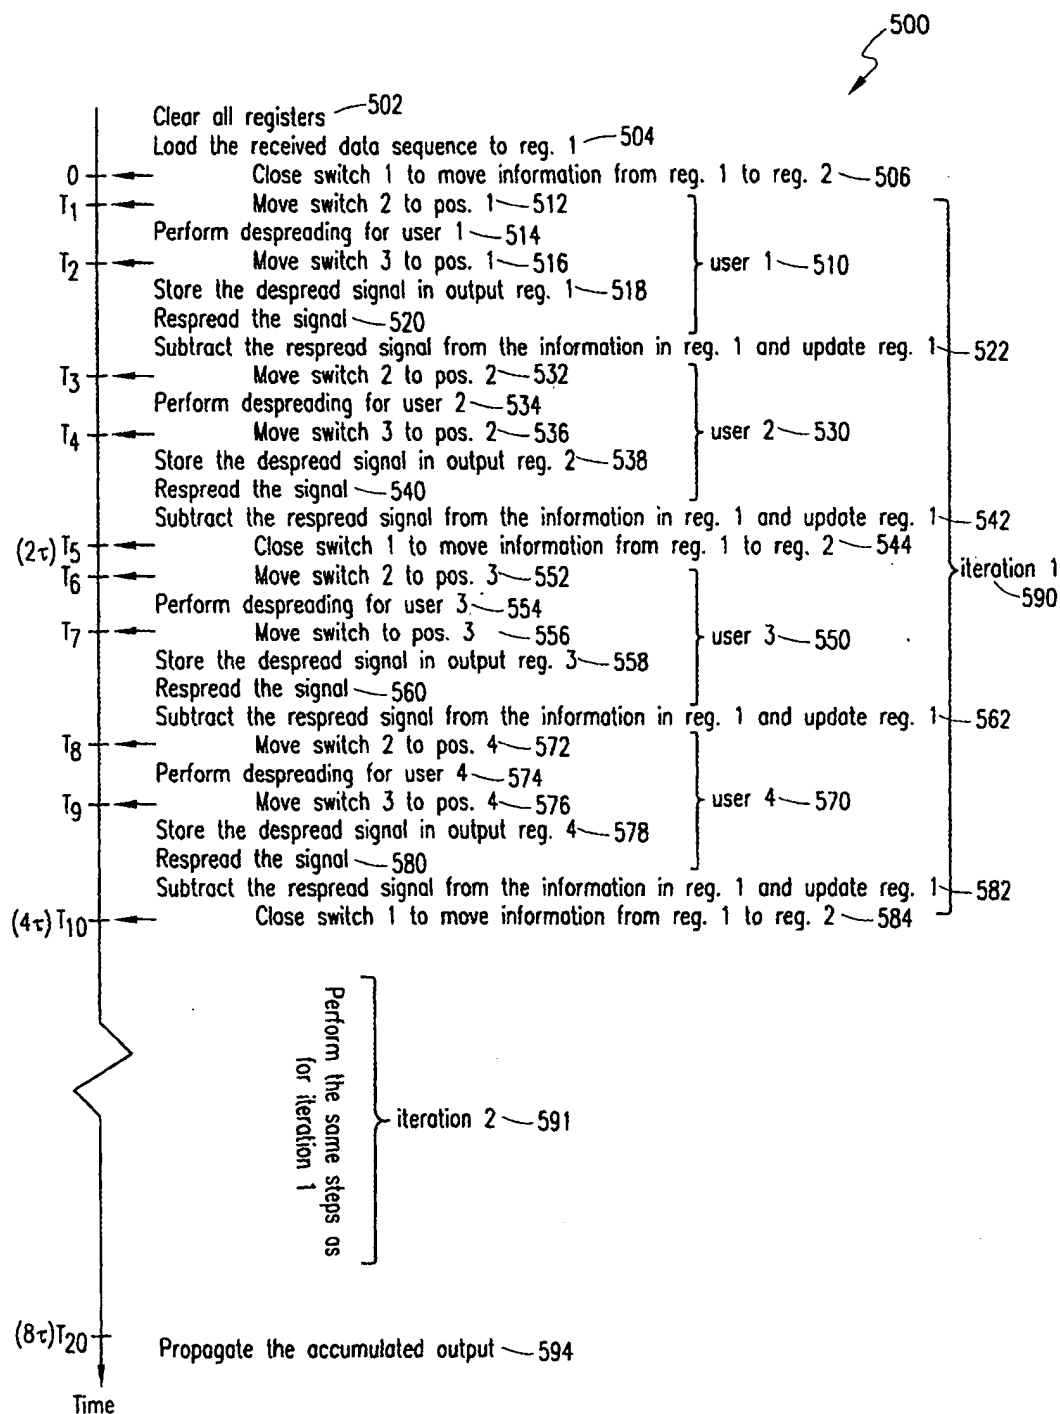 500
Clear all registers 502
Load the received data sequence to reg. 1 504
0 Close switch 1 to move information from reg. 1 to reg. 2 506
T1 Move switch 2 to pos. 1 512
Perform despreading for user 1 514
T2 Move switch 3 to pos. 1 516
user 1 510
Store the despread signal in output reg. 1 518
Respread the signal 520
Subtract the respread signal from the information in reg. 1 and update reg. 1 522
T3 Move switch 2 to pos. 2 532
Perform despreading for user 2 534
T4 Move switch 3 to pos. 2 536
user 2 530
Store the despread signal in output reg. 2 538
Respread the signal 540
Subtract the respread signal from the information in reg. 1 and update reg. 1 542
(2τ) T5 Close switch 1 to move information from reg. 1 to reg. 2 544
iteration 1
590
T6 Move switch 2 to pos. 3 552
Perform despreading for user 3 554
T7 Move switch to pos. 3 556
user 3 550
Store the despread signal in output reg. 3 558
Respread the signal 560
Subtract the respread signal from the information in reg. 1 and update reg. 1 562
T8 Move switch 2 to pos. 4 572
Perform despreading for user 4 574
T9 Move switch 3 to pos. 4 576
user 4 570
Store the despread signal in output reg. 4 578
Respread the signal 580
Subtract the respread signal from the information in reg. 1 and update reg. 1 582
(4τ) T10 Close switch 1 to move information from reg. 1 to reg. 2 584
Perform the same steps as
for iteration 1
iteration 2 591
(8τ) T20 Propagate the accumulated output 594
Time